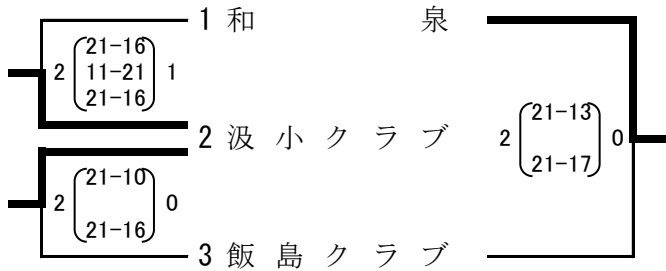 1 和 泉
2 ( 21-16 11-21 21-16 ) 1
2 汲 小 ク ラ ブ
2 ( 21-13 21-17 ) 0
2 ( 21-10 21-16 ) 0
3 飯 島 ク ラ ブ